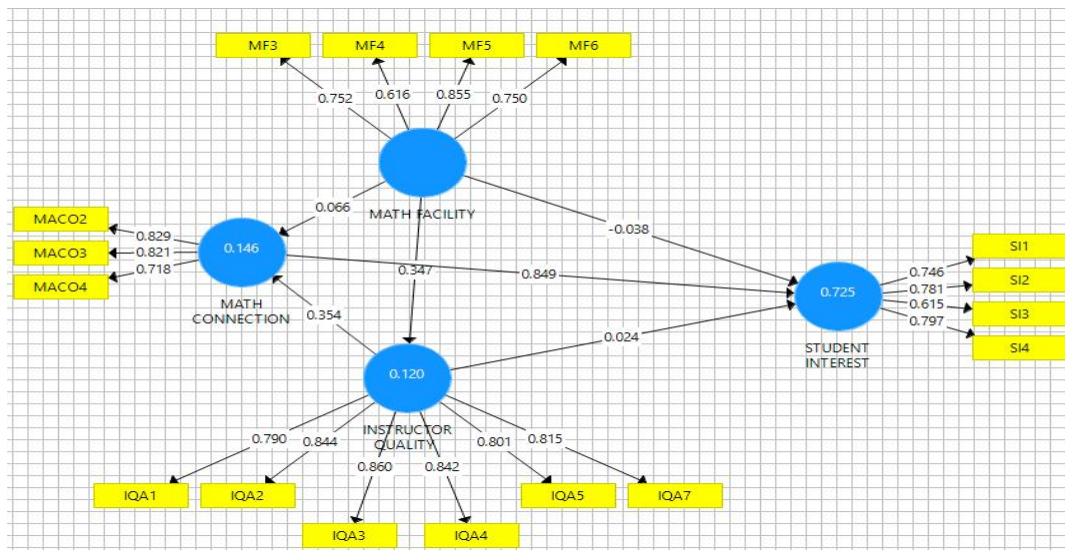 MF3 MF4 MF5 MF6
0.752 0.616 0.855 0.750
MATH FACILITY
0.066
-0.038
MACO2
MACO3
MACO4
0.829
0.821
0.718
0.146
MATH
CONNECTION
0.347
0.849
0.354
0.024
0.725
STUDENT
INTEREST
0.746
0.781
0.615
0.797
SI1
SI2
SI3
SI4
0.120
INSTRUCTOR
QUALITY
0.790 0.844 0.860 0.842 0.801 0.815
IQA1 IQA2 IQA5 IQA7
IQA3 IQA4